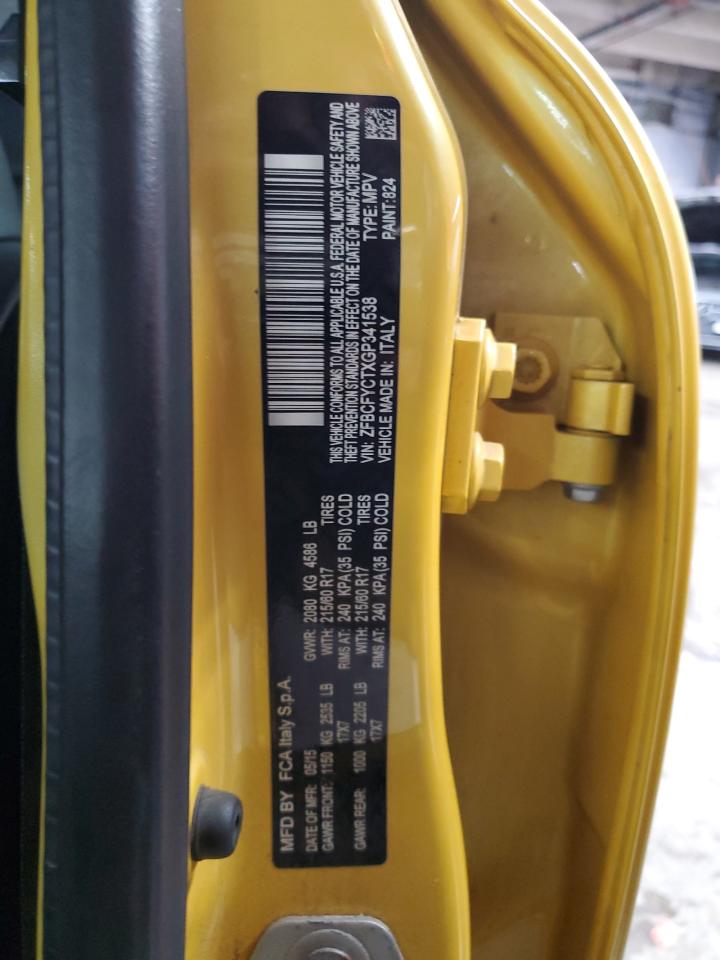 MFD BY FCA Italy S.p.A.
DATE OF MFR: 05/15 GVWR: 2080 KG 4586 LB
GAWR FRONT: 1150 KG 2535 LB WITH: 215/60 R17 TIRES
17X7 RIMS AT: 240 KPA (35 PSI) COLD
GAWR REAR: 1000 KG 2205 LB WITH: 215/60 R17 TIRES
17X7 RIMS AT: 240 KPA (35 PSI) COLD
THIS VEHICLE CONFORMS TO ALL APPLICABLE U.S.A. FEDERAL MOTOR VEHICLE SAFETY AND
THEFT PREVENTION STANDARDS IN EFFECT ON THE DATE OF MANUFACTURE SHOWN ABOVE
VIN: ZFBCFYCTXGP341538 TYPE: MPV
VEHICLE MADE IN: ITALY PAINT: 824